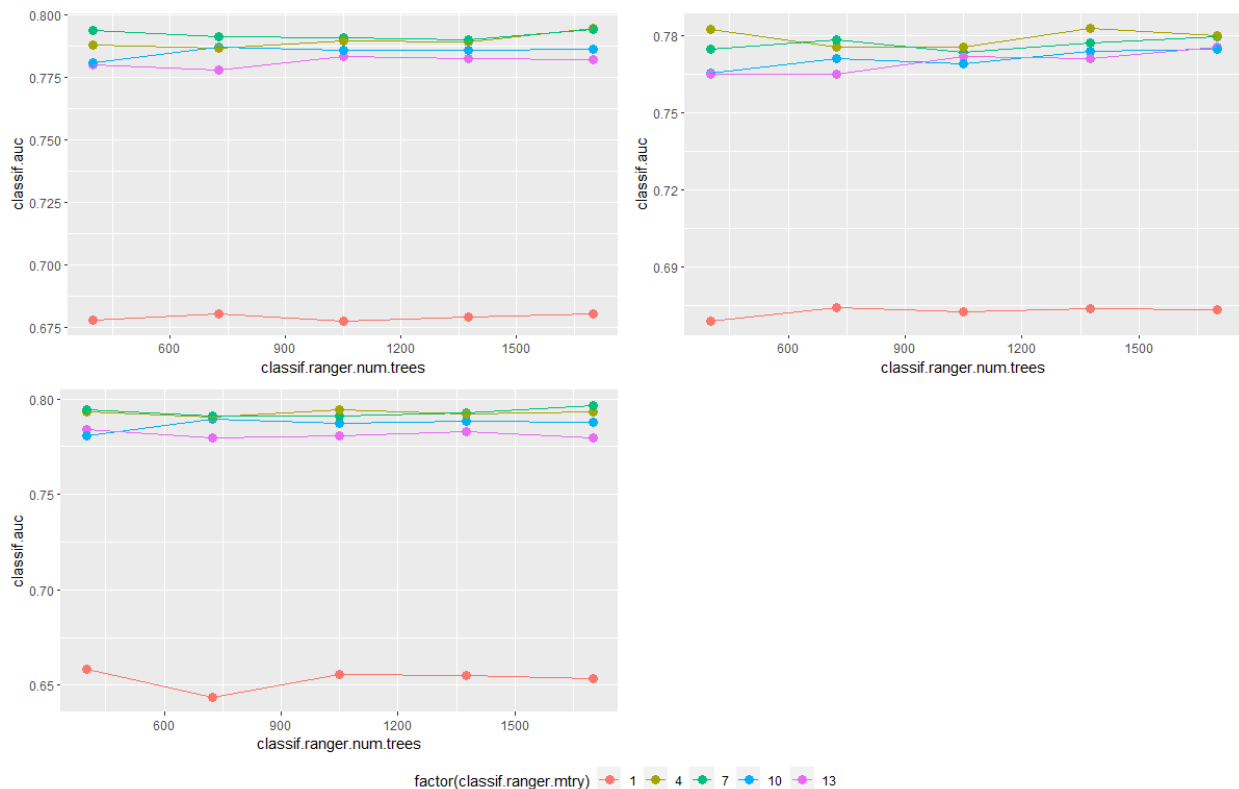 0.800
0.775
0.750
0.725
0.700
0.675
classif.auc
600 900 1200 1500
classif.ranger.num.trees
0.78
0.75
0.72
0.69
classif.auc
600 900 1200 1500
classif.ranger.num.trees
0.80
0.75
0.70
0.65
classif.auc
600 900 1200 1500
classif.ranger.num.trees
factor(classif.ranger.mtry) 1 4 7 10 13